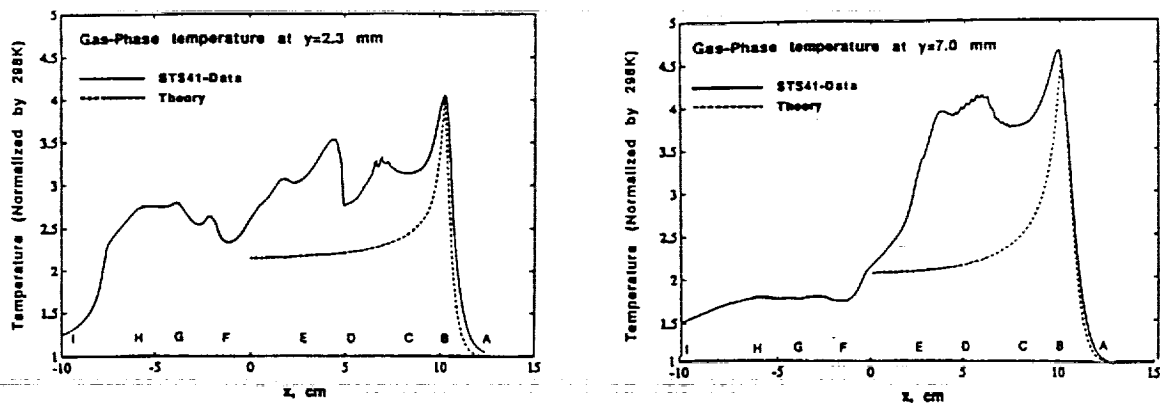 Gas-Phase temperature at y=2.3 mm
STS41-Data
Theory
Temperature (Normalized by 298K)
5
4.5
4
3.5
3
2.5
2
1.5
1
I H G F E D C B A
-10 -5 0 5 10 15
z, cm
Gas-Phase temperature at y=7.0 mm
STS41-Data
Theory
Temperature (Normalized by 298K)
5
4.5
4
3.5
3
2.5
2
1.5
1
I H G F E D C B A
-10 -5 0 5 10 15
z, cm